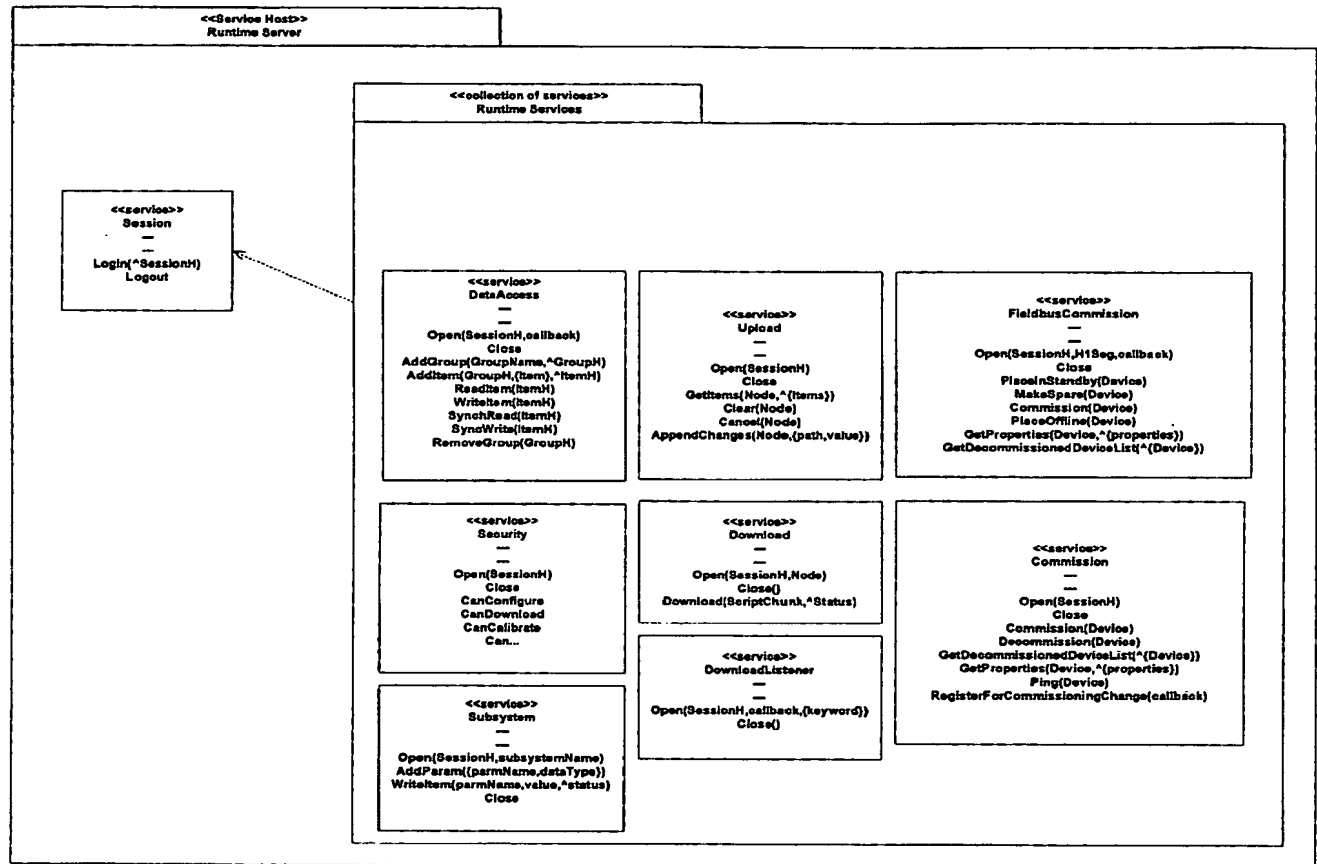 <<Service Host>>
Runtime Server
<<collection of services>>
Runtime Services
<<service>>
Session
—
—
Login(^SessionH)
Logout
<<service>>
DataAccess
—
—
Open(SessionH,callback)
Close
AddGroup(GroupName,^GroupH)
AddItem(GroupH,{Item},^ItemH)
ReadItem(ItemH)
WriteItem(ItemH)
SynchRead(ItemH)
SyncWrite(ItemH)
RemoveGroup(GroupH)
<<service>>
Upload
—
—
Open(SessionH)
Close
GetItems(Node,^{Items})
Clear(Node)
Cancel(Node)
AppendChanges(Node,{path,value})
<<service>>
FieldbusCommission
—
—
Open(SessionH,H1Seg,callback)
Close
PlaceInStandby(Device)
MakeSpare(Device)
Commission(Device)
PlaceOffline(Device)
GetProperties(Device,^{properties})
GetDecommissionedDeviceList(^{Device})
<<service>>
Security
—
—
Open(SessionH)
Close
CanConfigure
CanDownload
CanCalibrate
Can...
<<service>>
Download
—
—
Open(SessionH,Node)
Close()
Download(ScriptChunk,^Status)
<<service>>
Commission
—
—
Open(SessionH)
Close
Commission(Device)
Decommission(Device)
GetDecommissionedDeviceList(^{Device})
GetProperties(Device,^{properties})
Ping(Device)
RegisterForCommissioningChange(callback)
<<service>>
DownloadListener
—
—
Open(SessionH,callback,{keyword})
Close()
<<service>>
Subsystem
—
—
Open(SessionH,subsystemName)
AddParam({parmName,dataType})
WriteItem(parmName,value,^status)
Close